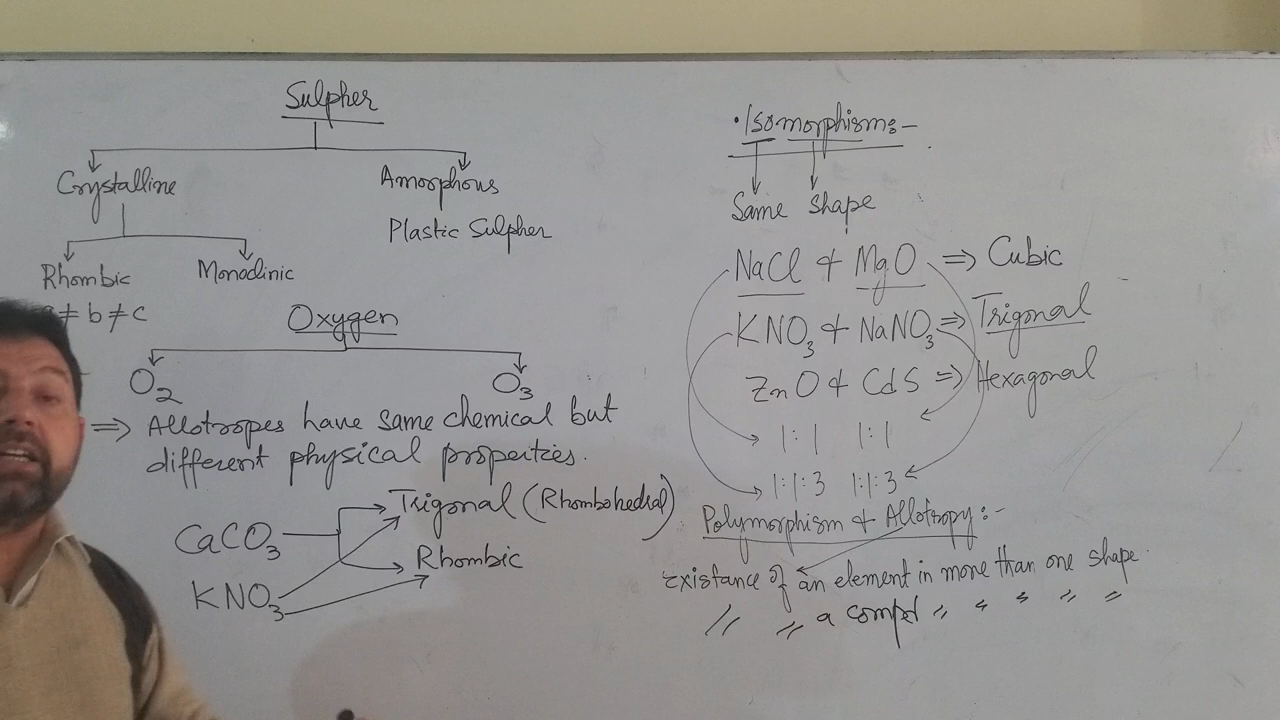 Sulpher
Crystalline
Amorphous
Plastic Sulpher
Rhombic
Monoclinic
≠ b ≠ c
Oxygen
O₂
O₃
⇒ Allotropes have same chemical but
different physical properties.
CaCO₃
Trigonal (Rhombohedral)
Rhombic
KNO₃
• Isomorphism:-
Same shape
NaCl + MgO ⇒ Cubic
KNO₃ + NaNO₃ ⇒ Trigonal
ZnO + CdS ⇒ Hexagonal
1:1 1:1
1:1:3 1:1:3
Polymorphism + Allotropy:-
Existance of an element in more than one shape.
〃 〃 a compd 〃 〃 〃 〃 〃